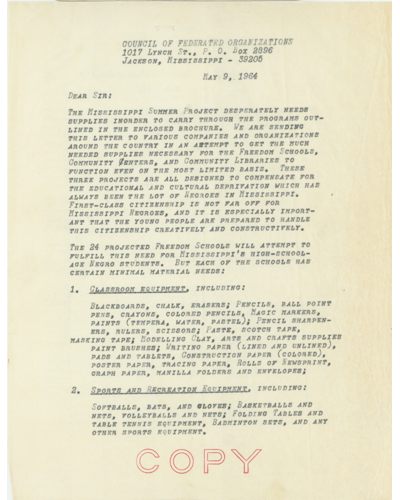 COUNCIL OF FEDERATED ORGANIZATIONS
1017 LYNCH ST., P. O. BOX 2896
JACKSON, MISSISSIPPI - 39205
MAY 9, 1964
DEAR SIR:
THE MISSISSIPPI SUMMER PROJECT DESPERATELY NEEDS
SUPPLIES INORDER TO CARRY THROUGH THE PROGRAMS OUT-
LINED IN THE ENCLOSED BROCHURE. WE ARE SENDING
THIS LETTER TO VARIOUS COMPANIES AND ORGANIZATIONS
AROUND THE COUNTRY IN AN ATTEMPT TO GET THE MUCH
NEEDED SUPPLIES NECESSARY FOR THE FREEDOM SCHOOLS,
COMMUNITY CENTERS, AND COMMUNITY LIBRARIES TO
FUNCTION EVEN ON THE MOST LIMITED BASIS. THESE
THREE PROJECTS ARE ALL DESIGNED TO COMPENSATE FOR
THE EDUCATIONAL AND CULTURAL DEPRIVATION WHICH HAS
ALWAYS BEEN THE LOT OF NEGROES IN MISSISSIPPI.
FIRST-CLASS CITIZENSHIP IS NOT FAR OFF FOR
MISSISSIPPI NEGROES, AND IT IS ESPECIALLY IMPOR-
TANT THAT THE YOUNG PEOPLE ARE PREPARED TO HANDLE
THIS CITIZENSHIP CREATIVELY AND CONSTRUCTIVELY.
THE 24 PROJECTED FREEDOM SCHOOLS WILL ATTEMPT TO
FULFILL THIS NEED FOR MISSISSIPPI'S HIGH-SCHOOL-
AGE NEGRO STUDENTS. BUT EACH OF THE SCHOOLS HAS
CERTAIN MINIMAL MATERIAL NEEDS:
1. CLASSROOM EQUIPMENT, INCLUDING:
BLACKBOARDS, CHALK, ERASERS; PENCILS, BALL POINT
PENS, CRAYONS, COLORED PENCILS, MAGIC MARKERS,
PAINTS (TEMPERA, WATER, PASTEL); PENCIL SHARPEN-
ERS, RULERS, SCISSORS; PASTE, SCOTCH TAPE,
MASKING TAPE; MODELLING CLAY, ARTS AND CRAFTS SUPPLIES
PAINT BRUSHES; WRITING PAPER (LINED AND UNLINED),
PADS AND TABLETS, CONSTRUCTION PAPER (COLORED),
POSTER PAPER, TRACING PAPER, ROLLS OF NEWSPRINT,
GRAPH PAPER, MANILLA FOLDERS AND ENVELOPES;
2. SPORTS AND RECREATION EQUIPMENT, INCLUDING:
SOFTBALLS, BATS, AND GLOVES; BASKETBALLS AND
NETS, VOLLEYBALLS AND NETS; FOLDING TABLES AND
TABLE TENNIS EQUIPMENT, BADMINTON SETS, AND ANY
OTHER SPORTS EQUIPMENT.
COPY